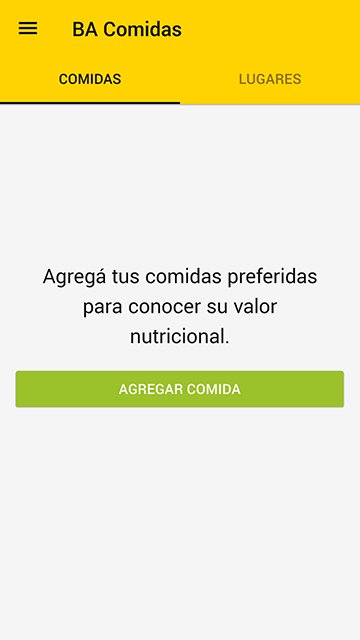 BA Comidas
COMIDAS
LUGARES
Agregá tus comidas preferidas
para conocer su valor
nutricional.
AGREGAR COMIDA